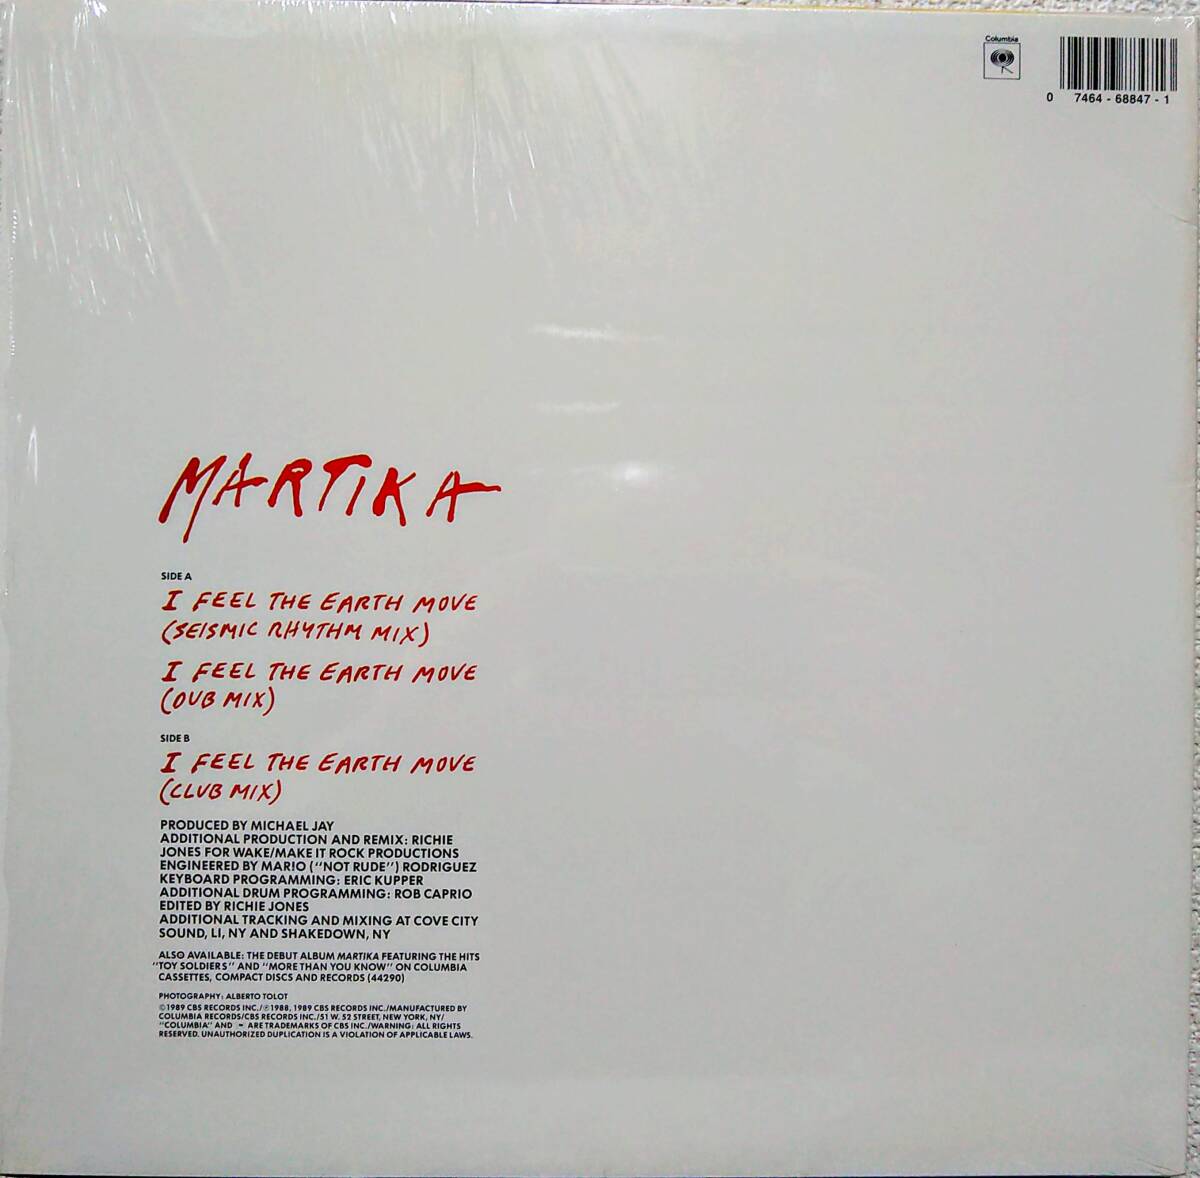 Columbia
0 7464 - 68847 - 1
MARTIKA
SIDE A
I FEEL THE EARTH MOVE
(SEISMIC RHYTHM MIX)
I FEEL THE EARTH MOVE
(DUB MIX)
SIDE B
I FEEL THE EARTH MOVE
(CLUB MIX)
PRODUCED BY MICHAEL JAY
ADDITIONAL PRODUCTION AND REMIX: RICHIE
JONES FOR WAKE/MAKE IT ROCK PRODUCTIONS
ENGINEERED BY MARIO ("NOT RUDE") RODRIGUEZ
KEYBOARD PROGRAMMING: ERIC KUPPER
ADDITIONAL DRUM PROGRAMMING: ROB CAPRIO
EDITED BY RICHIE JONES
ADDITIONAL TRACKING AND MIXING AT COVE CITY
SOUND, LI, NY AND SHAKEDOWN, NY
ALSO AVAILABLE: THE DEBUT ALBUM MARTIKA FEATURING THE HITS
"TOY SOLDIERS" AND "MORE THAN YOU KNOW" ON COLUMBIA
CASSETTES, COMPACT DISCS AND RECORDS (44290)
PHOTOGRAPHY: ALBERTO TOLOT
©1989 CBS RECORDS INC./℗1988, 1989 CBS RECORDS INC./MANUFACTURED BY
COLUMBIA RECORDS/CBS RECORDS INC./51 W. 52 STREET, NEW YORK, NY/
"COLUMBIA" AND ARE TRADEMARKS OF CBS INC./WARNING: ALL RIGHTS
RESERVED. UNAUTHORIZED DUPLICATION IS A VIOLATION OF APPLICABLE LAWS.